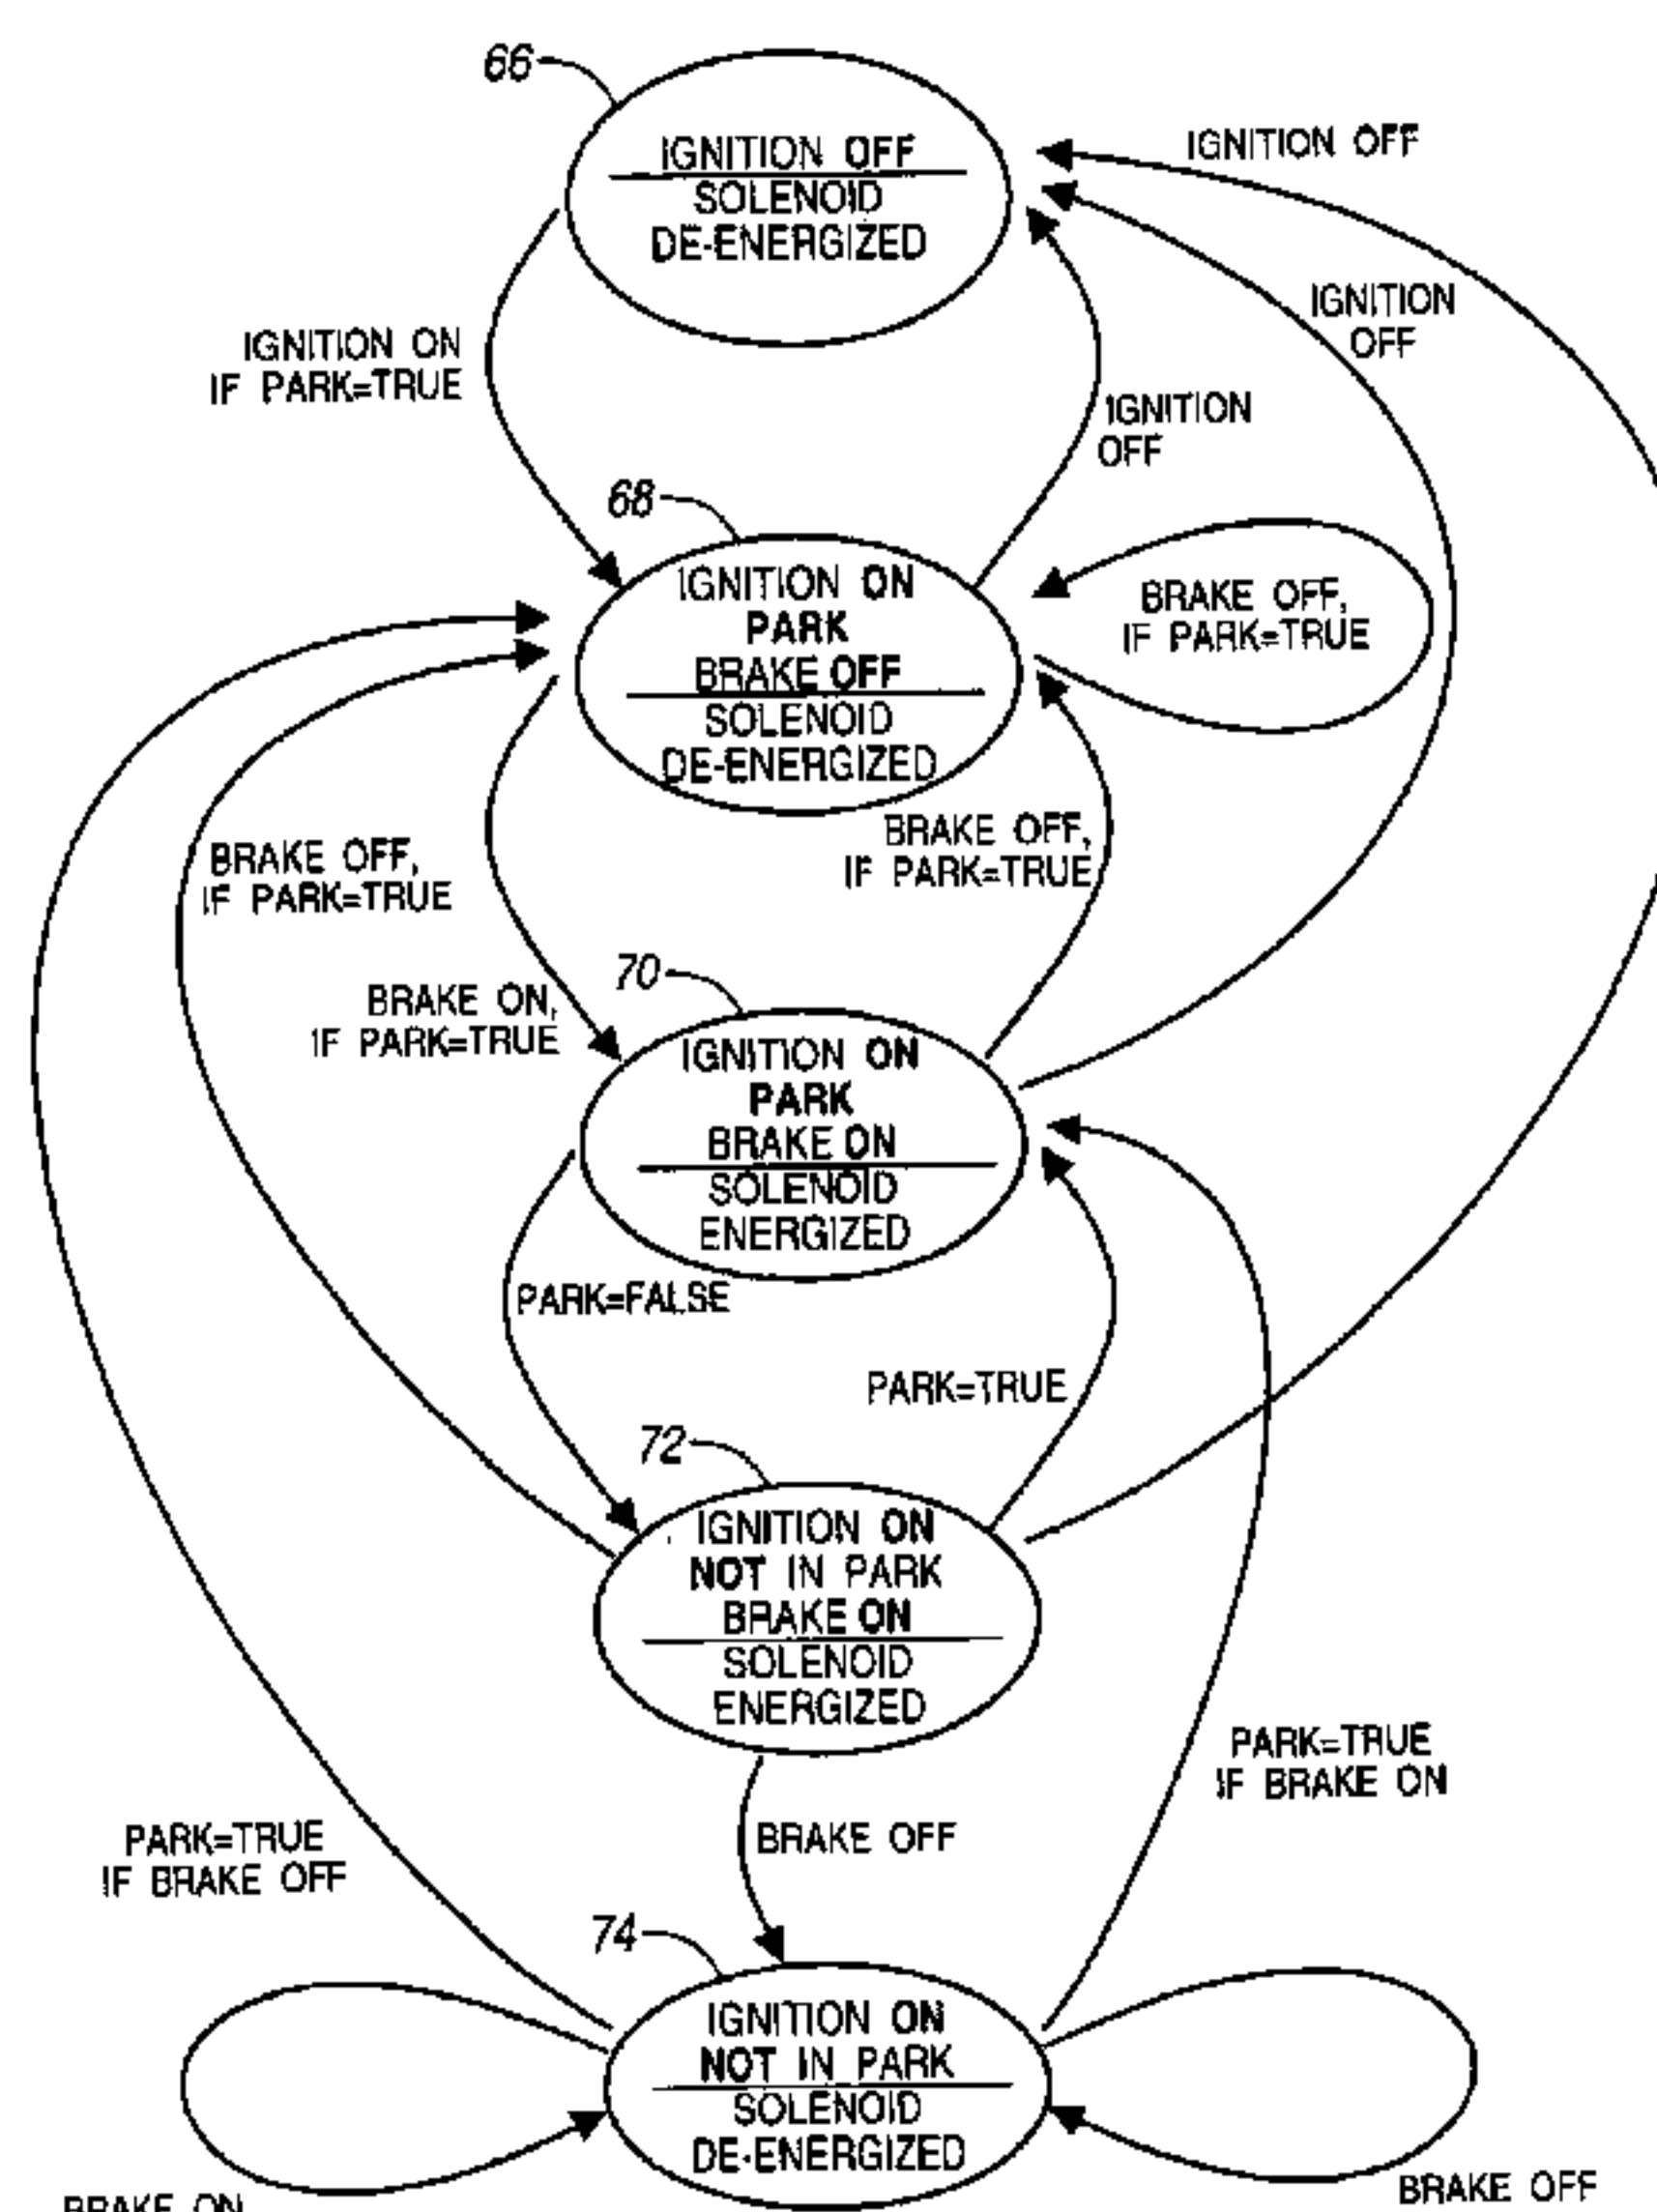 66
IGNITION OFF
SOLENOID
DE-ENERGIZED
IGNITION OFF
IGNITION
OFF
IGNITION ON
IF PARK=TRUE
IGNITION
OFF
68
IGNITION ON
PARK
BRAKE OFF
SOLENOID
DE-ENERGIZED
BRAKE OFF,
IF PARK=TRUE
BRAKE OFF,
IF PARK=TRUE
BRAKE OFF,
IF PARK=TRUE
BRAKE ON,
IF PARK=TRUE
70
IGNITION ON
PARK
BRAKE ON
SOLENOID
ENERGIZED
PARK=FALSE
PARK=TRUE
72
IGNITION ON
NOT IN PARK
BRAKE ON
SOLENOID
ENERGIZED
PARK=TRUE
IF BRAKE ON
BRAKE OFF
PARK=TRUE
IF BRAKE OFF
74
IGNITION ON
NOT IN PARK
SOLENOID
DE-ENERGIZED
BRAKE ON
BRAKE OFF